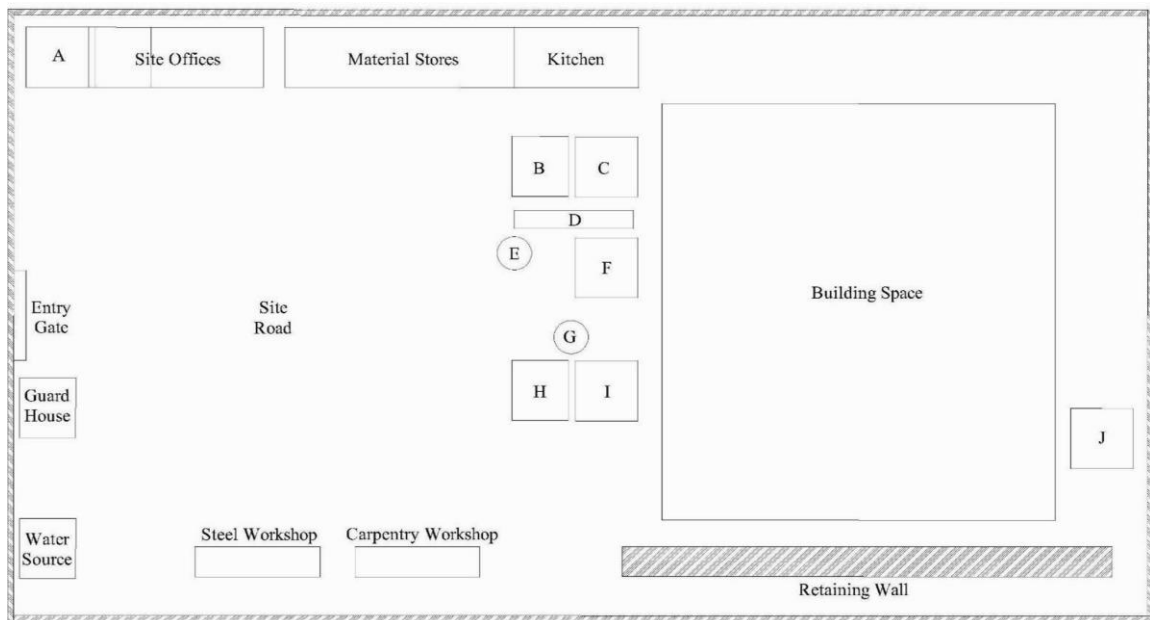 A
Site Offices
Material Stores
Kitchen
B
C
D
E
F
Building Space
Entry
Gate
Site
Road
G
Guard
House
H
I
J
Water
Source
Steel Workshop
Carpentry Workshop
Retaining Wall